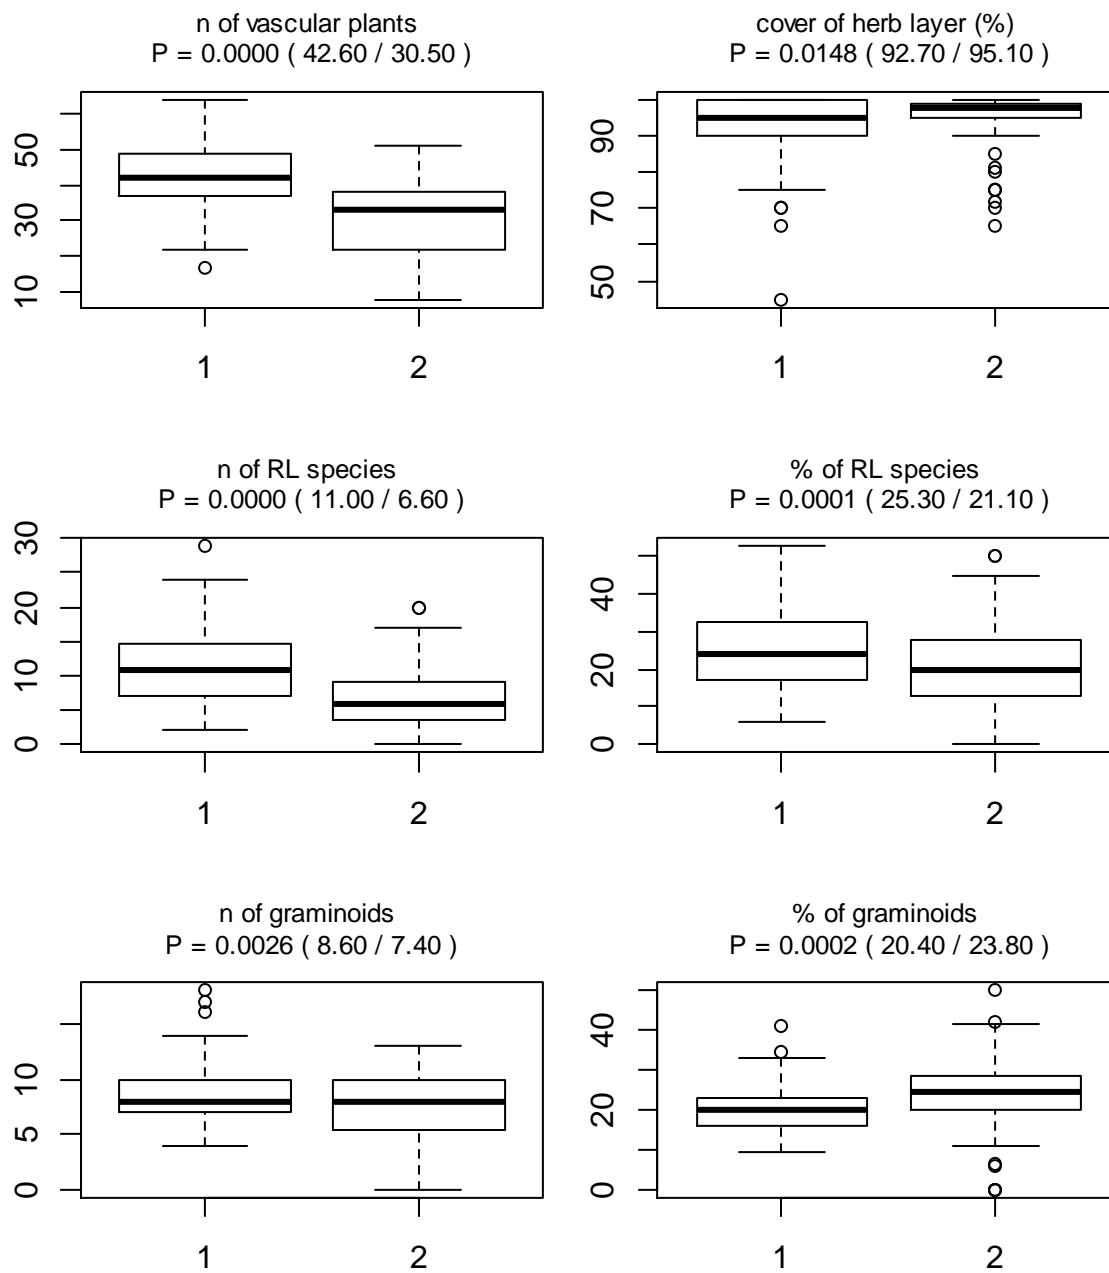 n of vascular plants
P = 0.0000 ( 42.60 / 30.50 )
10
30
50
1
2
cover of herb layer (%)
P = 0.0148 ( 92.70 / 95.10 )
50
70
90
1
2
n of RL species
P = 0.0000 ( 11.00 / 6.60 )
0
10
20
30
1
2
% of RL species
P = 0.0001 ( 25.30 / 21.10 )
0
20
40
1
2
n of graminoids
P = 0.0026 ( 8.60 / 7.40 )
0
5
10
1
2
% of graminoids
P = 0.0002 ( 20.40 / 23.80 )
0
20
40
1
2